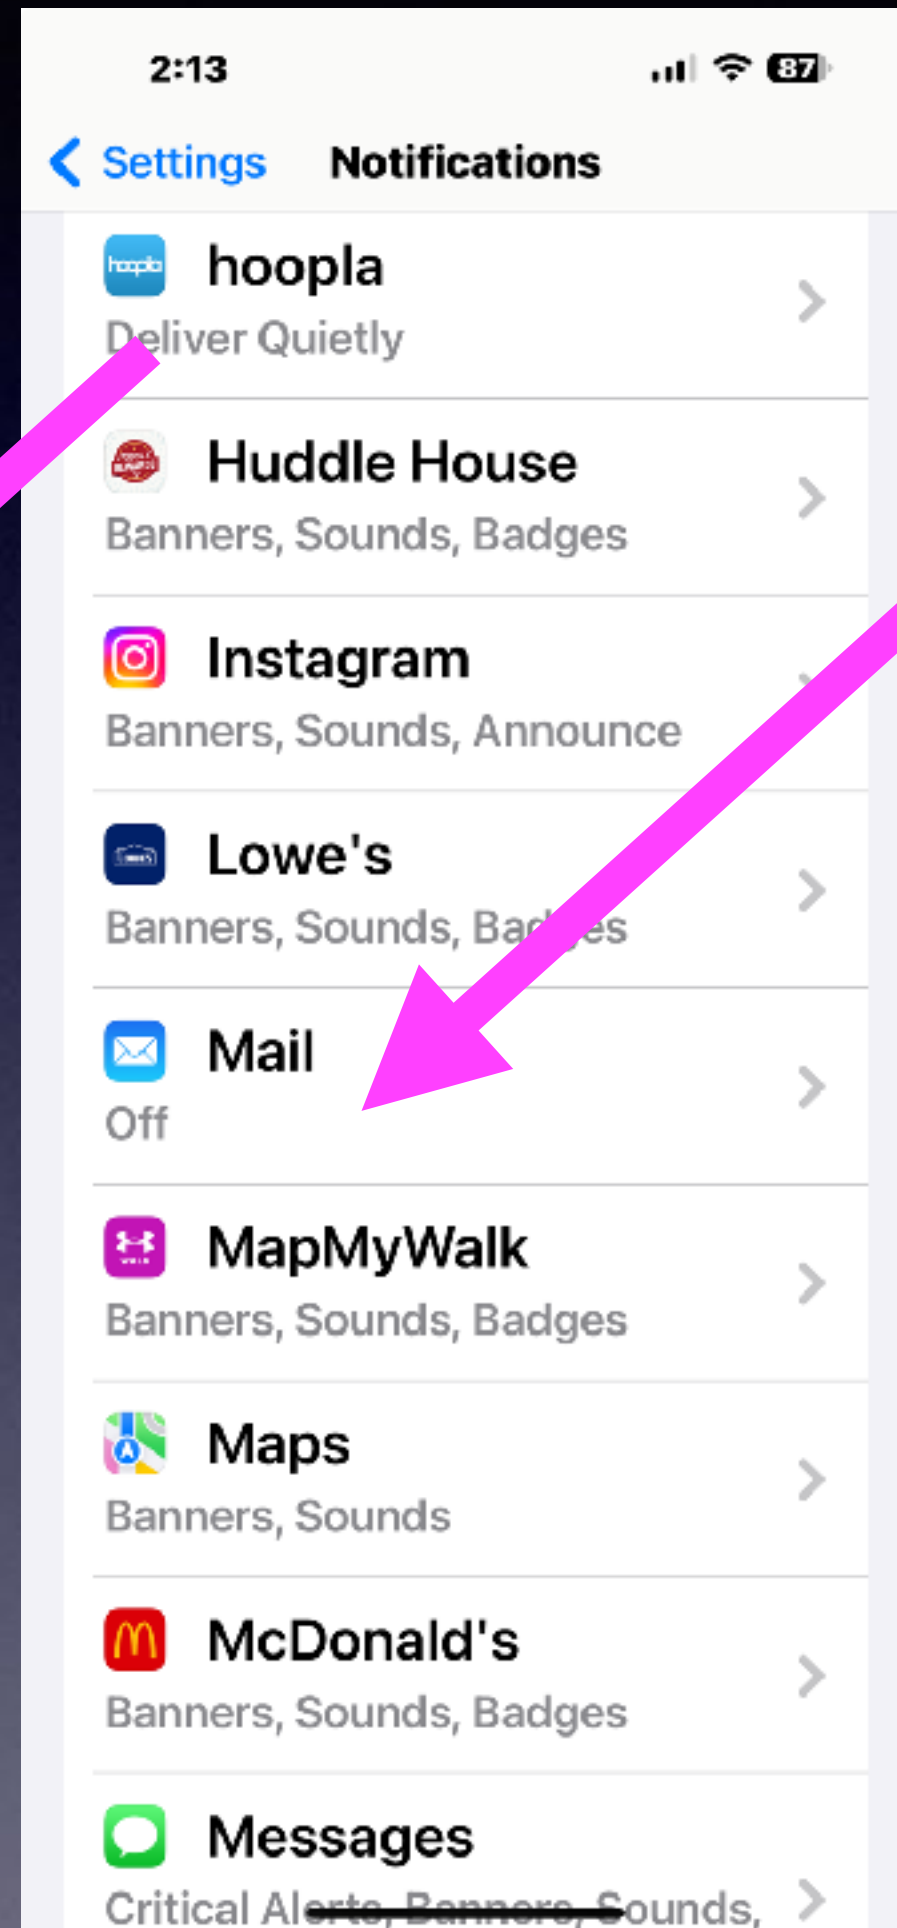 2:13 87
Settings Notifications
hoopla
hoopla
Deliver Quietly
Huddle House
Banners, Sounds, Badges
Instagram
Banners, Sounds, Announce
Lowe's
Banners, Sounds, Badges
Mail
Off
MapMyWalk
Banners, Sounds, Badges
Maps
Banners, Sounds
McDonald's
Banners, Sounds, Badges
Messages
Critical Alerts, Banners, Sounds,